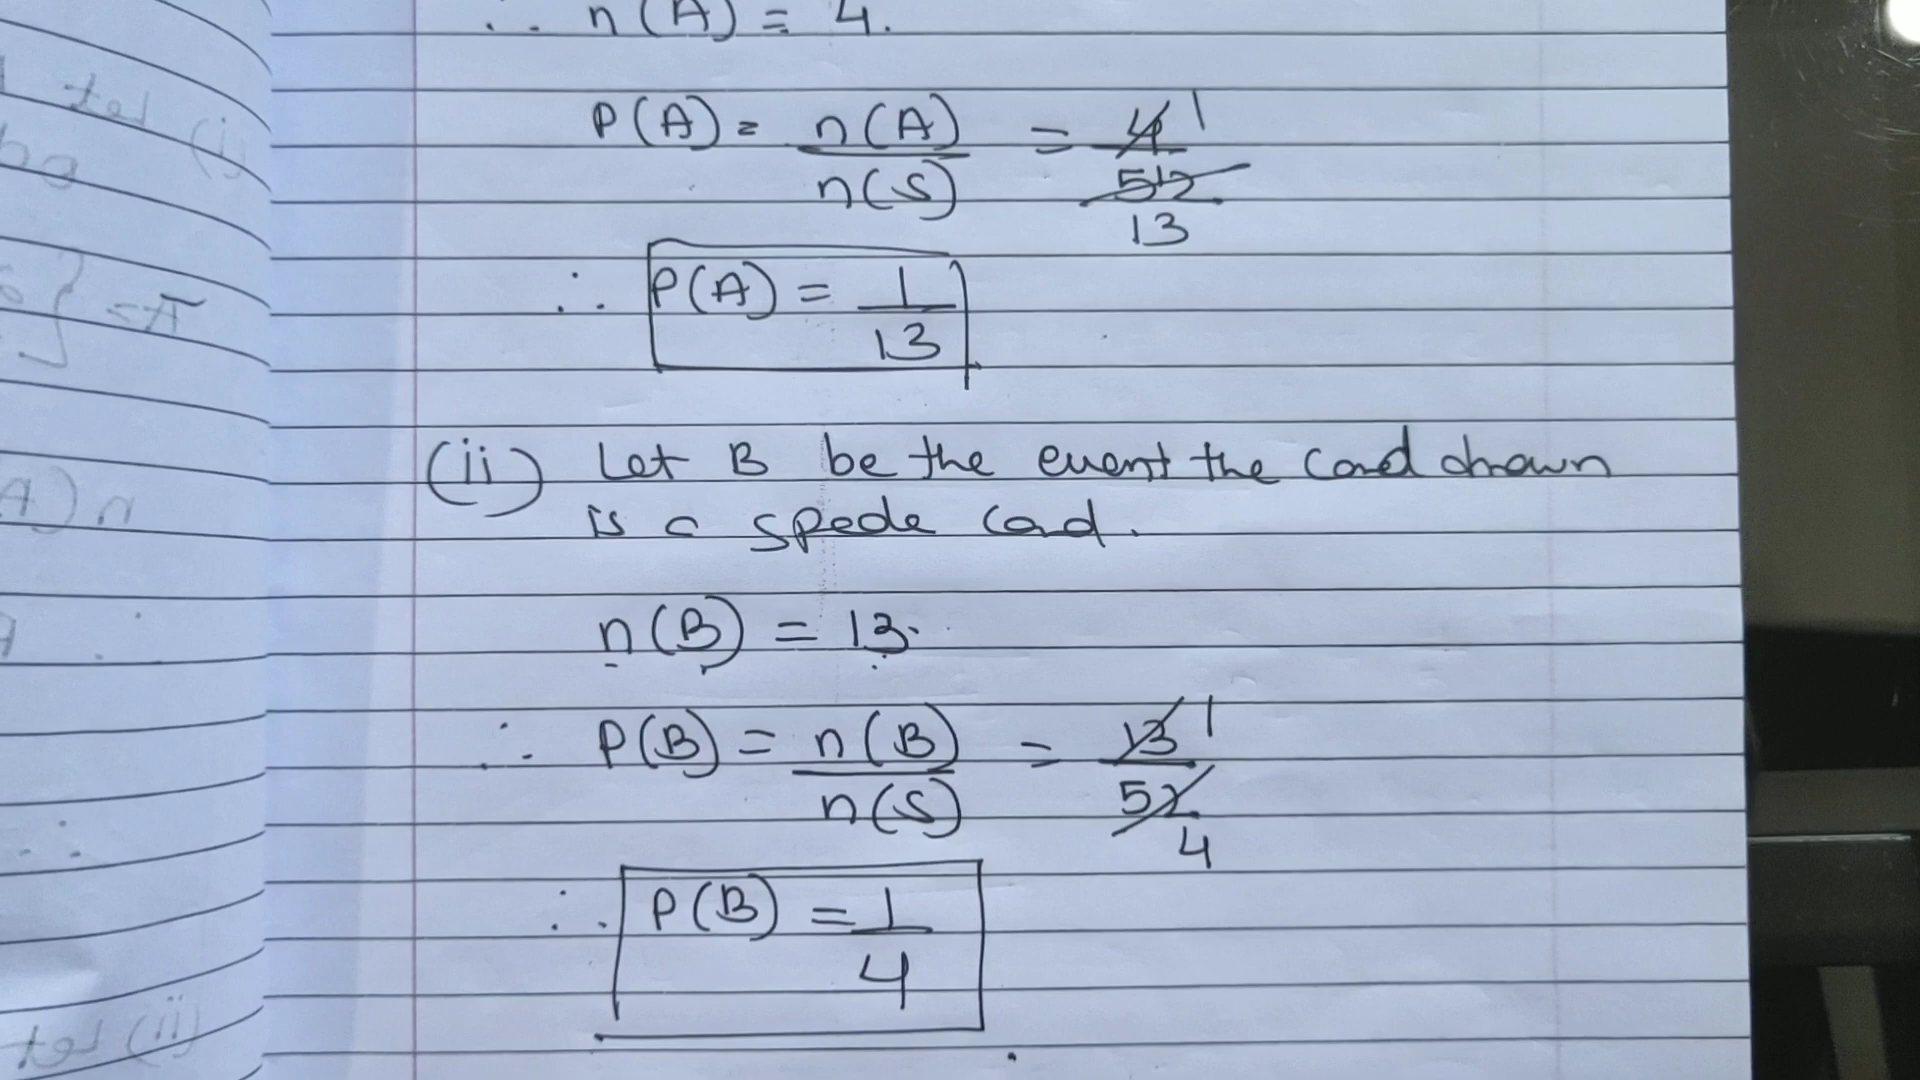 ∴ n(A) = 4.
P(A) = n(A)/n(S) = 4 1/52 13
∴ P(A) = 1/13
(ii) Let B be the event the card drawn
is a spede card.
n(B) = 13.
∴ P(B) = n(B)/n(S) = 13 1/52 4
∴ P(B) = 1/4